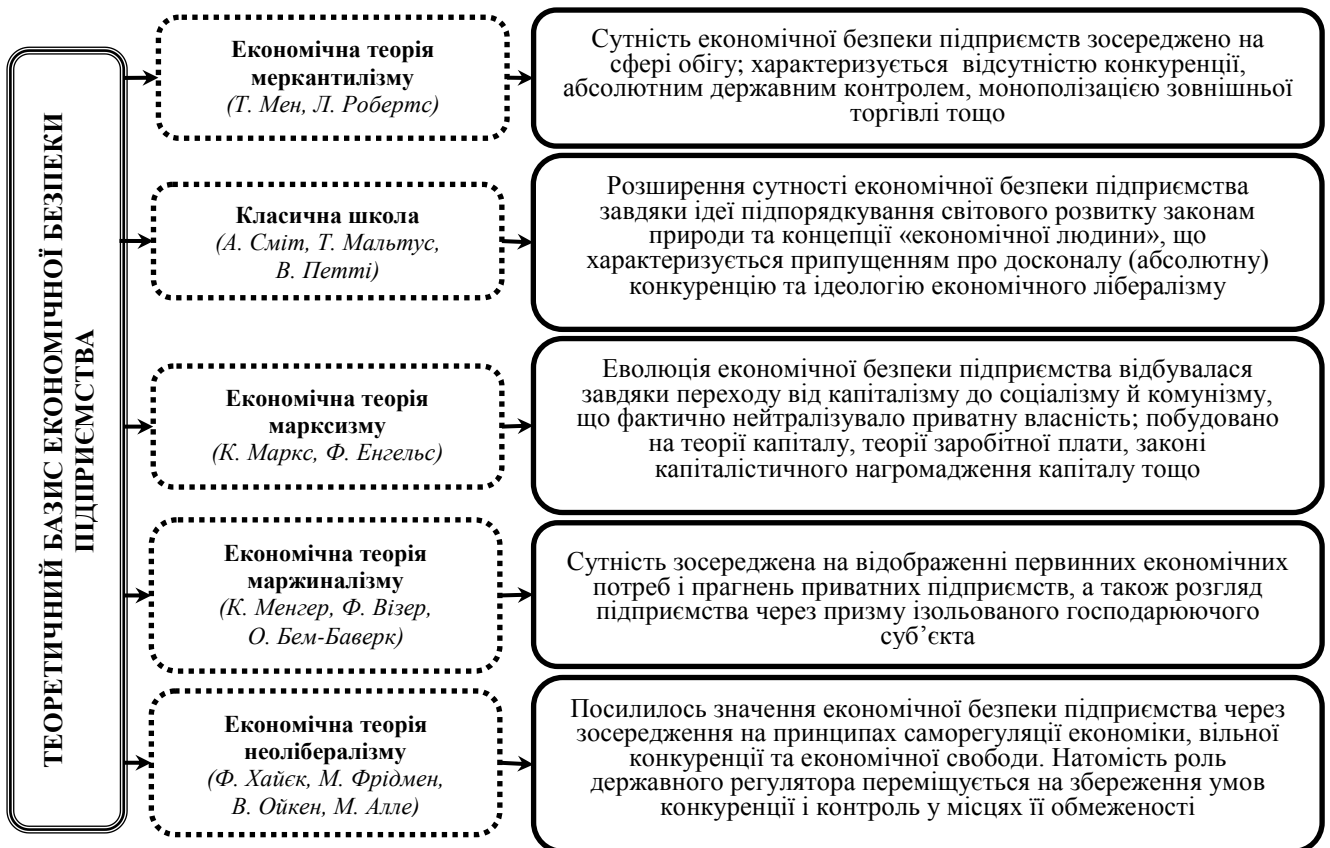 ТЕОРЕТИЧНИЙ БАЗИС ЕКОНОМІЧНОЇ БЕЗПЕКИ
ПІДПРИЄМСТВА
Економічна теорія
меркантилізму
(Т. Мен, Л. Робертс)
Сутність економічної безпеки підприємств зосереджено на
сфері обігу; характеризується відсутністю конкуренції,
абсолютним державним контролем, монополізацією зовнішньої
торгівлі тощо
Класична школа
(А. Сміт, Т. Мальтус,
В. Петті)
Розширення сутності економічної безпеки підприємства
завдяки ідеї підпорядкування світового розвитку законам
природи та концепції «економічної людини», що
характеризується припущенням про досконалу (абсолютну)
конкуренцію та ідеологію економічного лібералізму
Економічна теорія
марксизму
(К. Маркс, Ф. Енгельс)
Еволюція економічної безпеки підприємства відбувалася
завдяки переходу від капіталізму до соціалізму й комунізму,
що фактично нейтралізувало приватну власність; побудовано
на теорії капіталу, теорії заробітної плати, законі
капіталістичного нагромадження капіталу тощо
Економічна теорія
маржиналізму
(К. Менгер, Ф. Візер,
О. Бем-Баверк)
Сутність зосереджена на відображенні первинних економічних
потреб і прагнень приватних підприємств, а також розгляд
підприємства через призму ізольованого господарюючого
суб’єкта
Економічна теорія
неолібералізму
(Ф. Хайєк, М. Фрідмен,
В. Ойкен, М. Алле)
Посилилось значення економічної безпеки підприємства через
зосередження на принципах саморегуляції економіки, вільної
конкуренції та економічної свободи. Натомість роль
державного регулятора переміщується на збереження умов
конкуренції і контроль у місцях її обмеженості